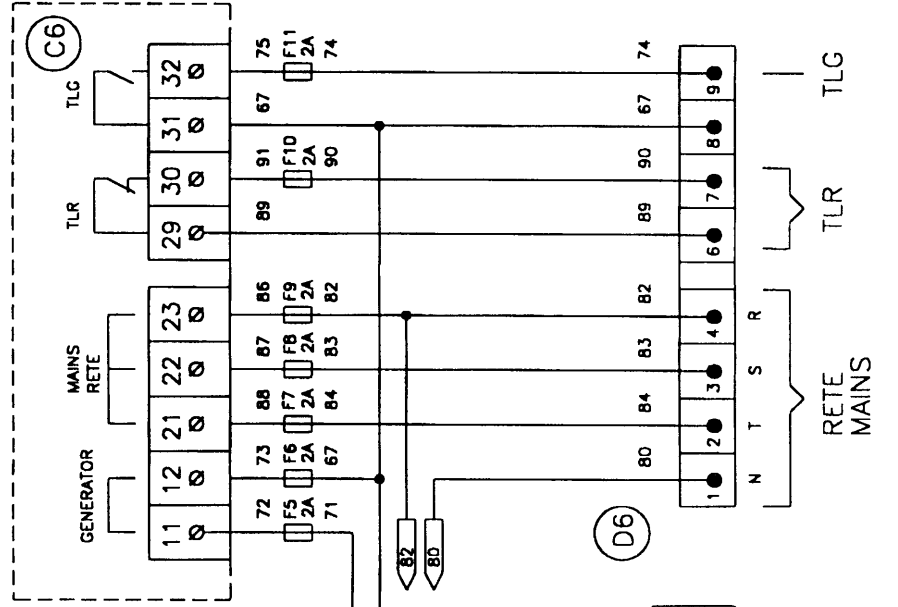 C6
TLG
32
75
F11
2A
74
74
9
TLG
31
67
67
8
TLR
30
91
F10
2A
90
90
7
TLR
29
89
89
6
MAINS
RETE
23
86
F9
2A
82
82
4
R
22
87
F8
2A
83
83
3
S
21
88
F7
2A
84
84
2
T
RETE
MAINS
GENERATOR
12
73
F6
2A
67
80
1
N
11
72
F5
2A
71
82
80
D6